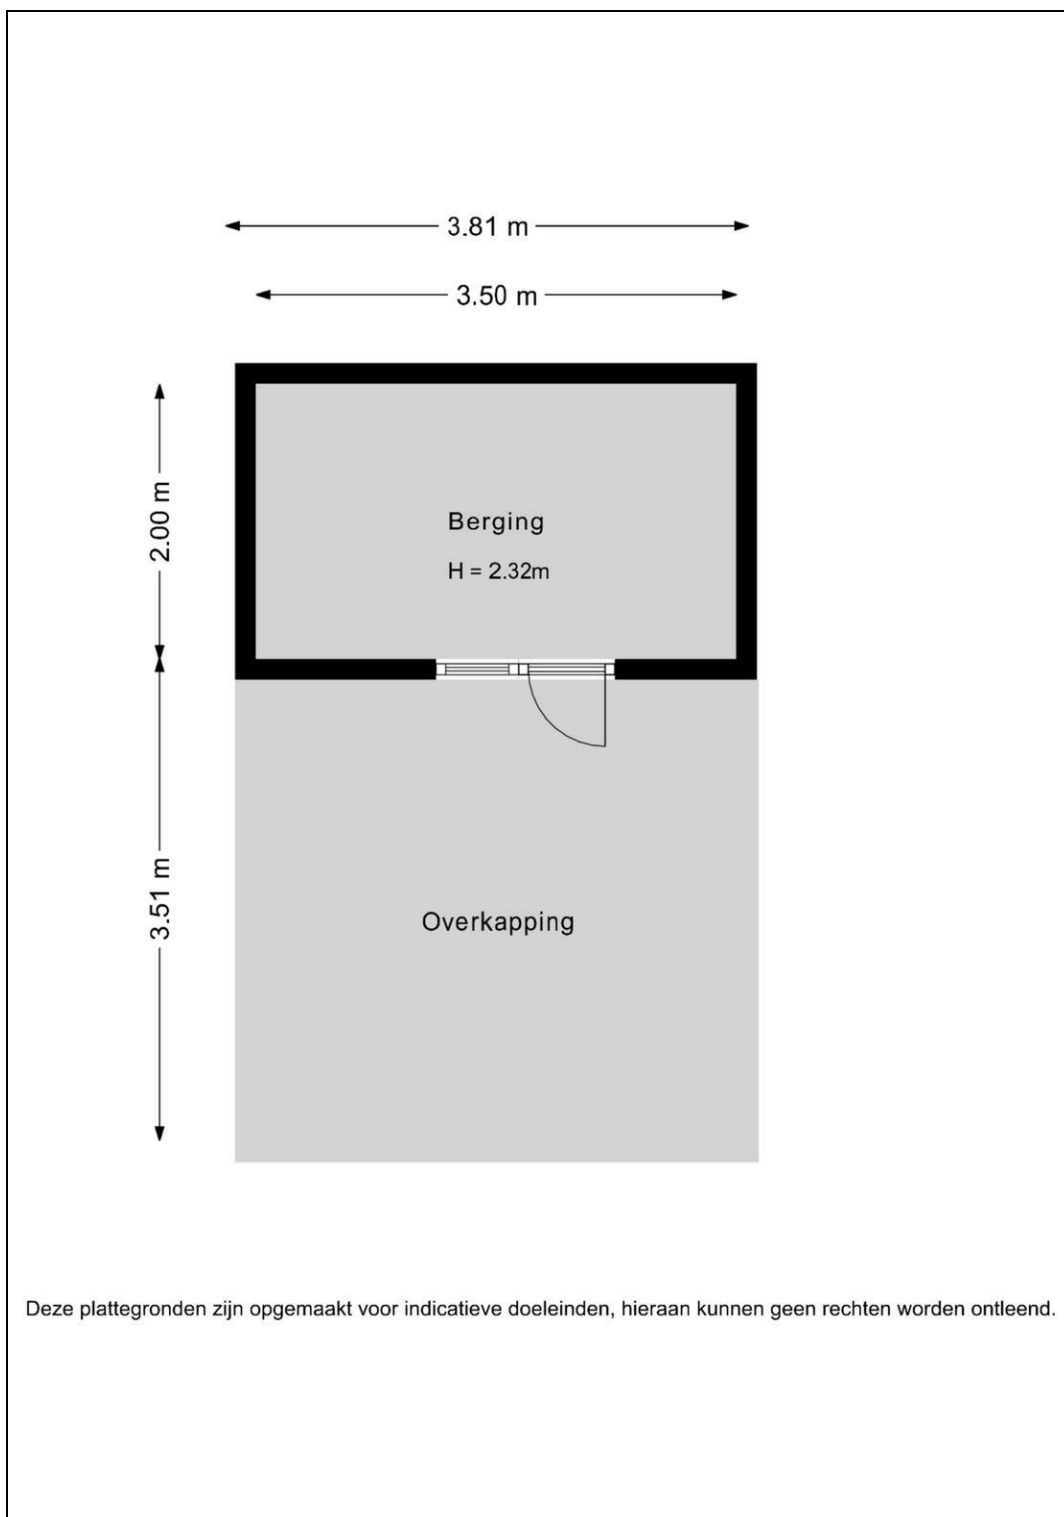 3.81 m
3.50 m
2.00 m
Berging
H = 2.32m
3.51 m
Overkapping
Deze plattegronden zijn opgemaakt voor indicatieve doeleinden, hieraan kunnen geen rechten worden ontleend.